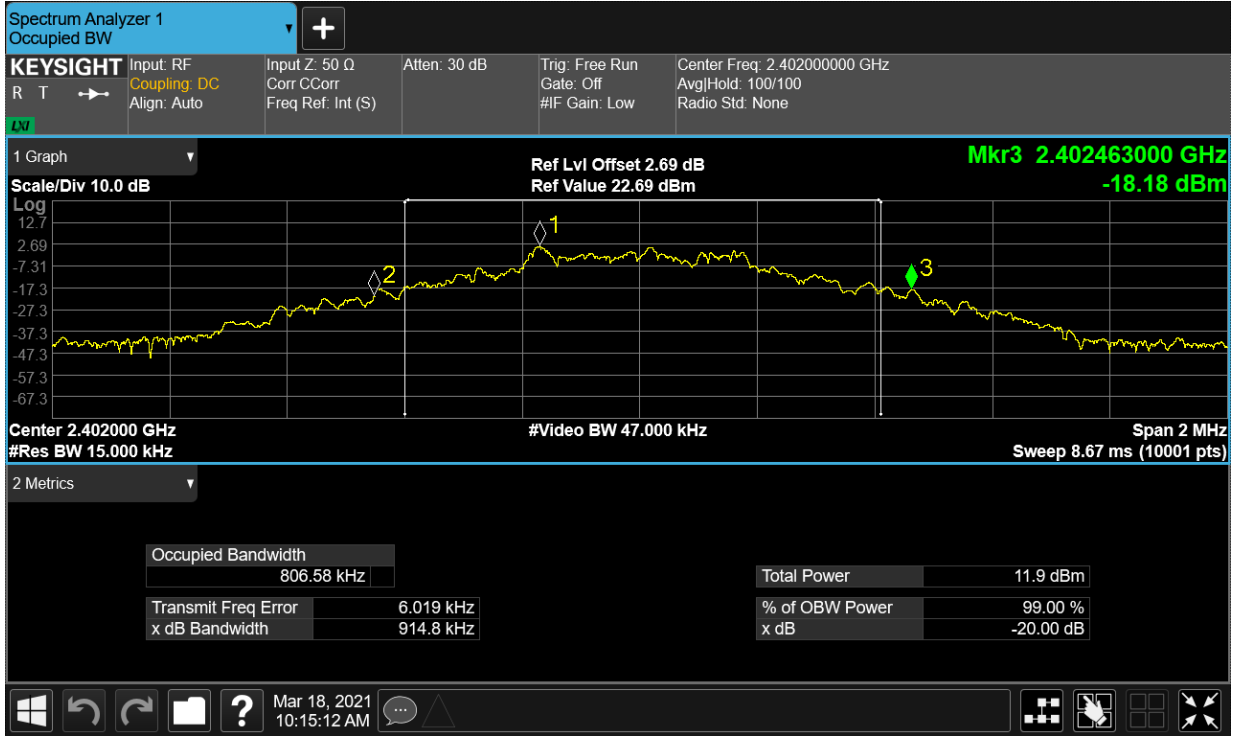 Spectrum Analyzer 1
Occupied BW
KEYSIGHT
R T
LXI
Input: RF
Coupling: DC
Align: Auto
Input Z: 50 Ω
Corr CCorr
Freq Ref: Int (S)
Atten: 30 dB
Trig: Free Run
Gate: Off
#IF Gain: Low
Center Freq: 2.402000000 GHz
Avg|Hold: 100/100
Radio Std: None
1 Graph
Ref Lvl Offset 2.69 dB
Mkr3 2.402463000 GHz
Scale/Div 10.0 dB
Ref Value 22.69 dBm
-18.18 dBm
Log
12.7
2.69
-7.31
-17.3
-27.3
-37.3
-47.3
-57.3
-67.3
1
2
3
Center 2.402000 GHz
#Video BW 47.000 kHz
Span 2 MHz
#Res BW 15.000 kHz
Sweep 8.67 ms (10001 pts)
2 Metrics
Occupied Bandwidth
806.58 kHz
Total Power 11.9 dBm
Transmit Freq Error 6.019 kHz
% of OBW Power 99.00 %
x dB Bandwidth 914.8 kHz
x dB -20.00 dB
?
Mar 18, 2021
10:15:12 AM